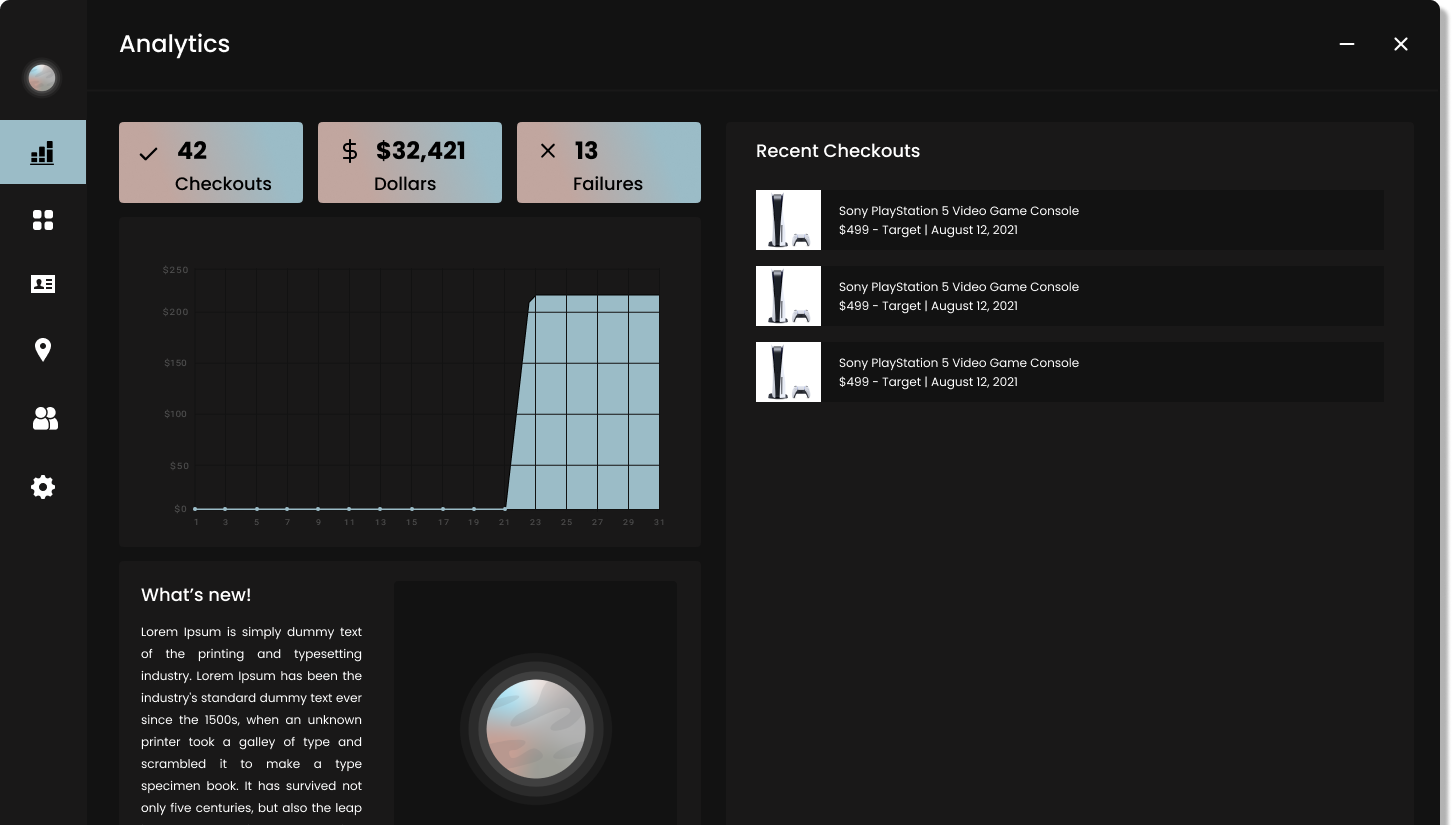 Analytics
42
Checkouts
$32,421
Dollars
13
Failures
$250
$200
$150
$100
$50
$0
1 3 5 7 9 11 13 15 17 19 21 23 25 27 29 31
What's new!
Lorem Ipsum is simply dummy text
of the printing and typesetting
industry. Lorem Ipsum has been the
industry's standard dummy text ever
since the 1500s, when an unknown
printer took a galley of type and
scrambled it to make a type
specimen book. It has survived not
only five centuries, but also the leap
Recent Checkouts
Sony PlayStation 5 Video Game Console
$499 - Target | August 12, 2021
Sony PlayStation 5 Video Game Console
$499 - Target | August 12, 2021
Sony PlayStation 5 Video Game Console
$499 - Target | August 12, 2021